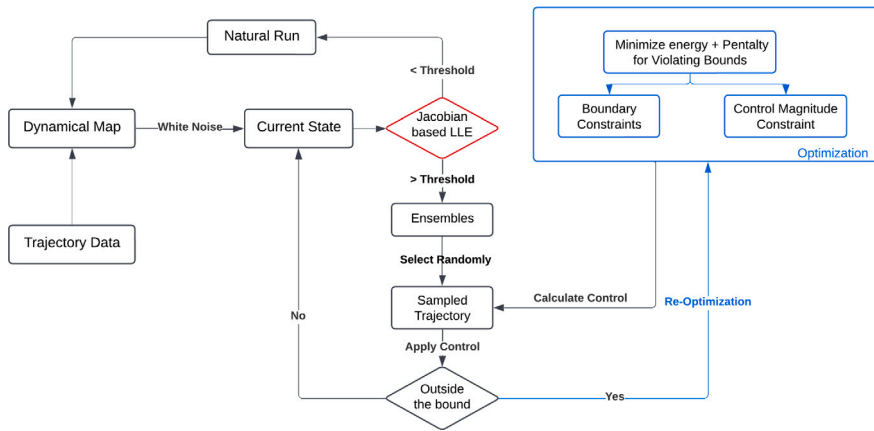 Natural Run
< Threshold
Minimize energy + Pentalty
for Violating Bounds
Dynamical Map
White Noise
Current State
Jacobian
based LLE
Boundary
Constraints
Control Magnitude
Constraint
Optimization
> Threshold
Ensembles
Trajectory Data
Select Randomly
Sampled
Trajectory
Calculate Control
Re-Optimization
No
Apply Control
Outside
the bound
Yes